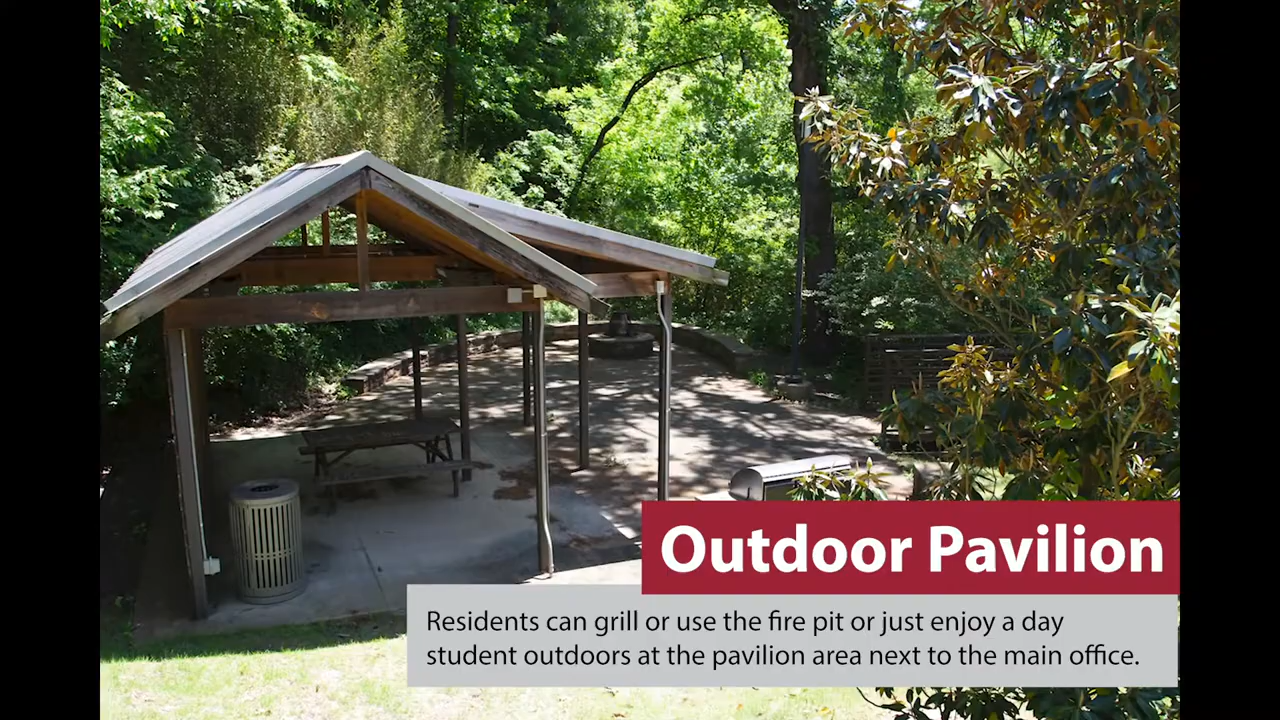 Outdoor Pavilion
Residents can grill or use the fire pit or just enjoy a day
student outdoors at the pavilion area next to the main office.